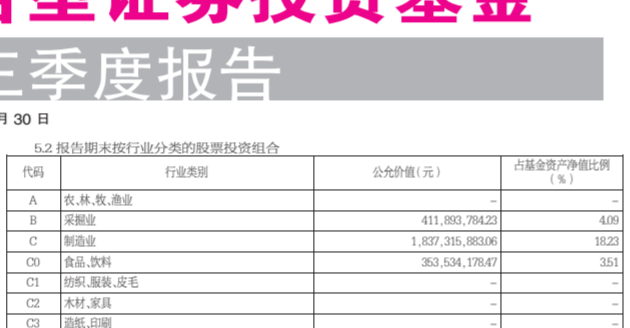 型证券投资基金
三季度报告
月 30 日
5.2 报告期末按行业分类的股票投资组合
代码 行业类别 公允价值(元) 占基金资产净值比例(%)
A 农、林、牧、渔业 – –
B 采掘业 411,893,784.23 4.09
C 制造业 1,837,315,883.06 18.23
C0 食品、饮料 353,534,178.47 3.51
C1 纺织、服装、皮毛 – –
C2 木材、家具 – –
C3 造纸、印刷 – –